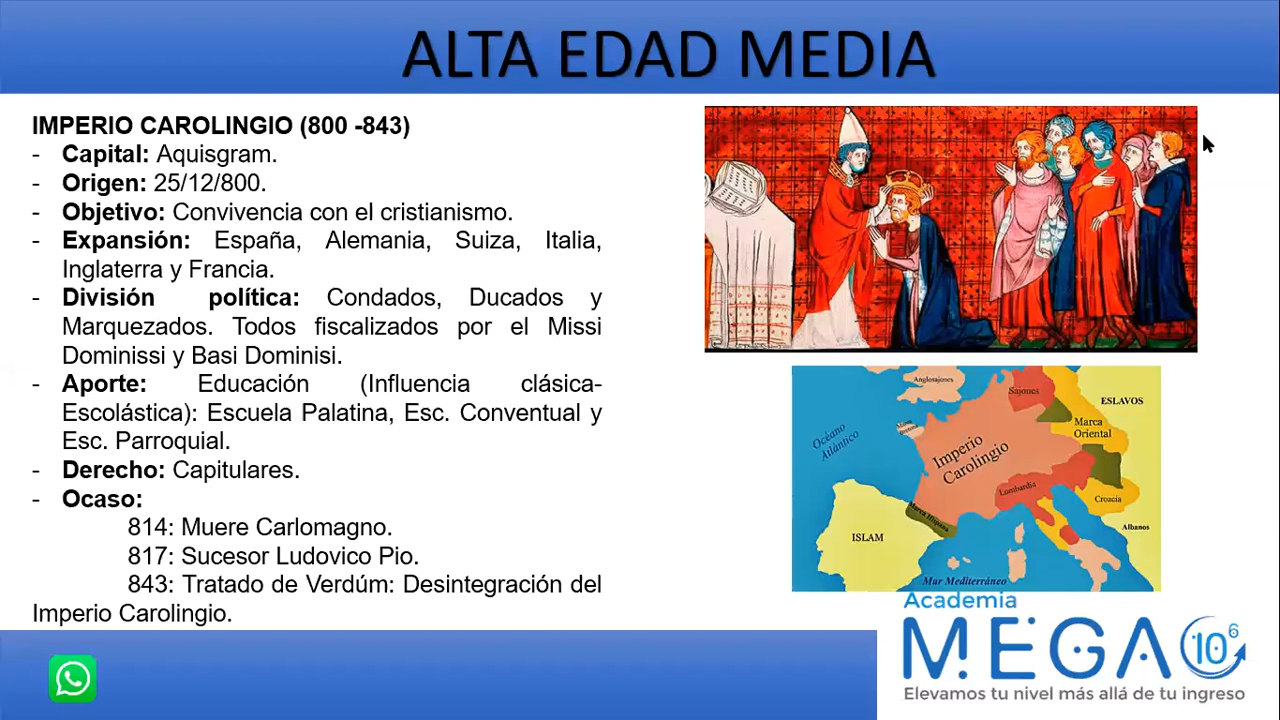 ALTA EDAD MEDIA
IMPERIO CAROLINGIO (800 -843)
- Capital: Aquisgram.
- Origen: 25/12/800.
- Objetivo: Convivencia con el cristianismo.
- Expansión: España, Alemania, Suiza, Italia,
Inglaterra y Francia.
- División política: Condados, Ducados y
Marquezados. Todos fiscalizados por el Missi
Dominissi y Basi Dominisi.
- Aporte: Educación (Influencia clásica-
Escolástica): Escuela Palatina, Esc. Conventual y
Esc. Parroquial.
- Derecho: Capitulares.
- Ocaso:
814: Muere Carlomagno.
817: Sucesor Ludovico Pio.
843: Tratado de Verdúm: Desintegración del
Imperio Carolingio.
Anglosajones
Sajones
ESLAVOS
Océano
Atlántico
Marca
Oriental
Imperio
Carolingio
Lombardía
Croacia
Marca Hispana
ISLAM
Albanos
Mar Mediterráneo
Academia
MEGA 10⁶
Elevamos tu nivel más allá de tu ingreso